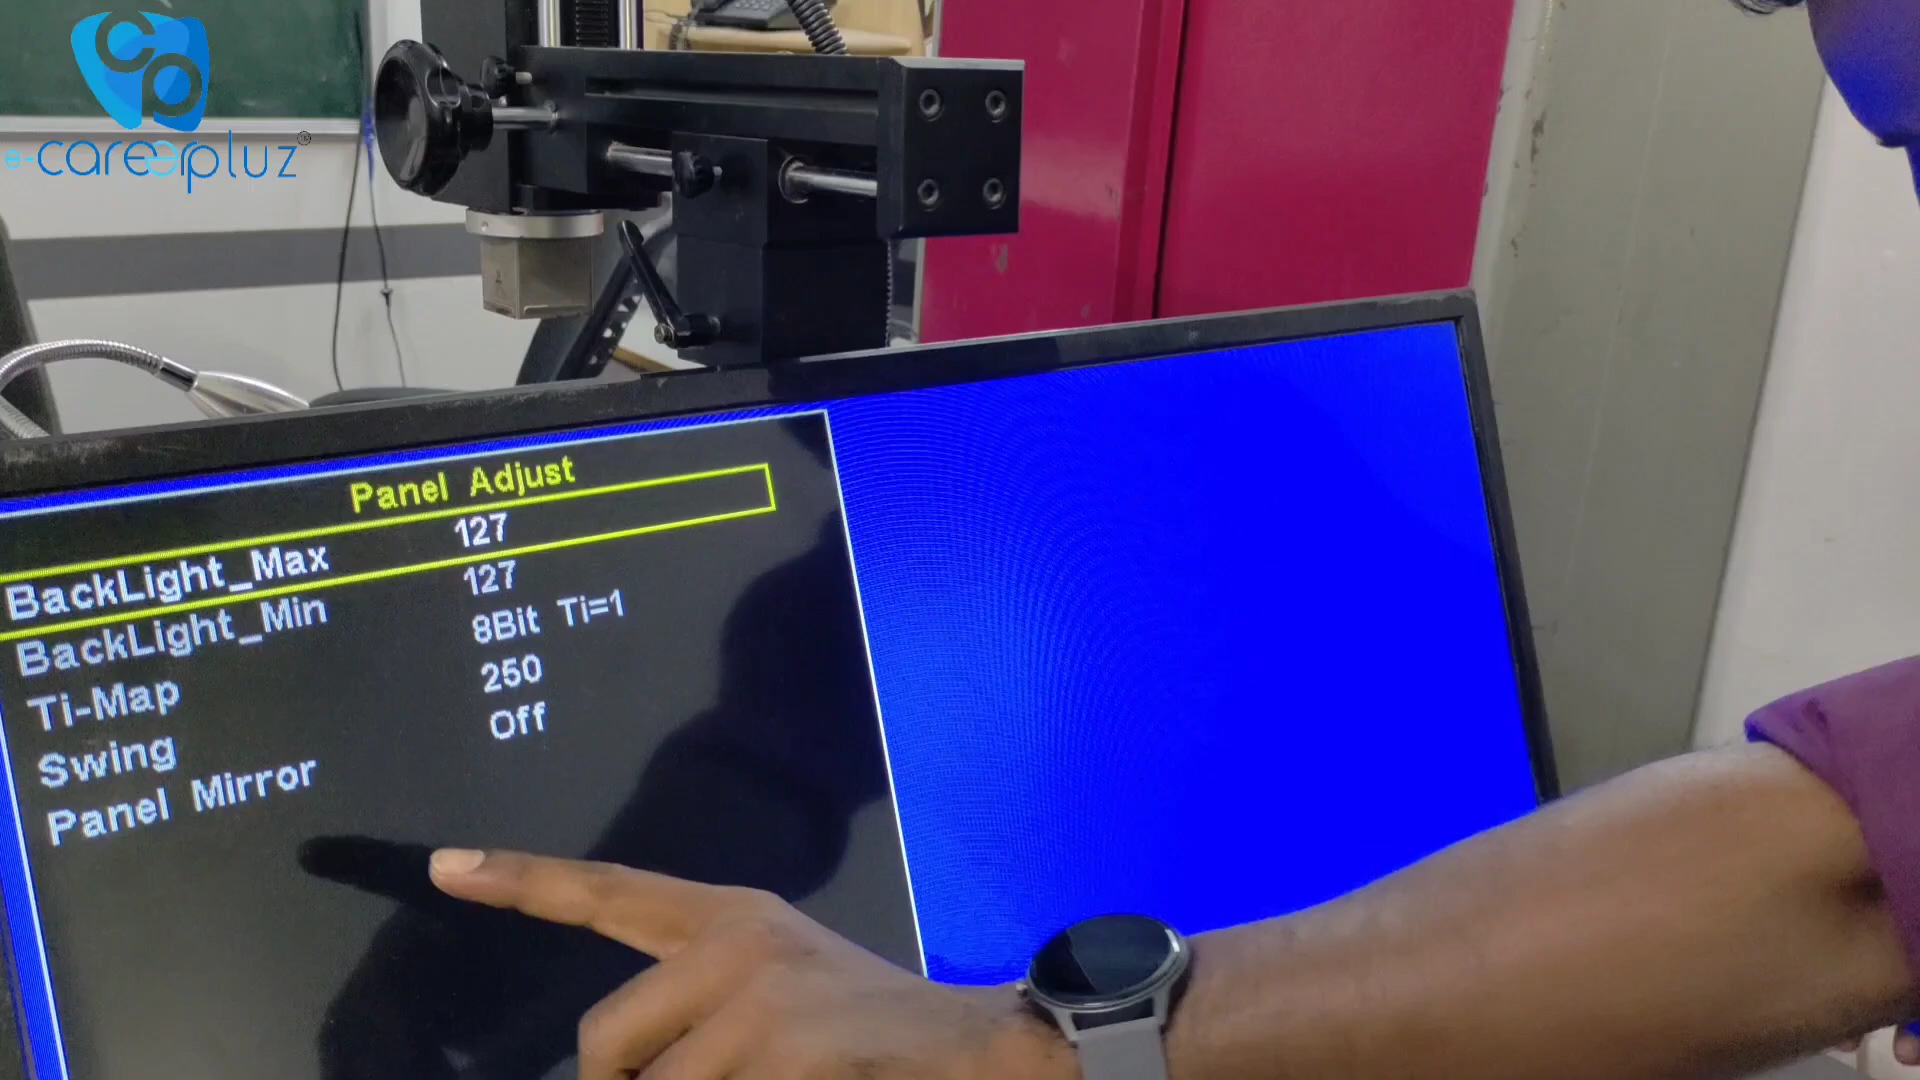 e-careerpluz
Panel Adjust
BackLight_Max 127
BackLight_Min 127
Ti-Map 8Bit Ti=1
Swing 250
Panel Mirror Off